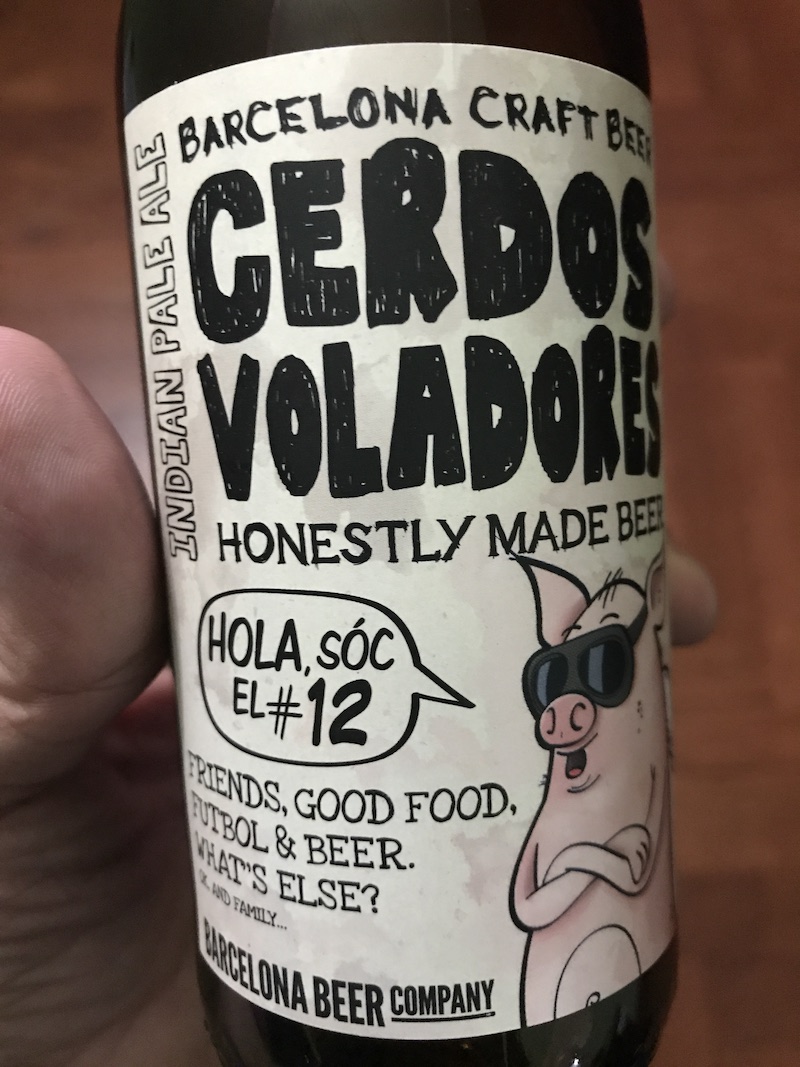 BARCELONA CRAFT BEER
INDIAN PALE ALE
CERDOS
VOLADORES
HONESTLY MADE BEER
HOLA, SÓC
EL #12
FRIENDS, GOOD FOOD,
FUTBOL & BEER.
WHAT'S ELSE?
OK, AND FAMILY...
BARCELONA BEER COMPANY